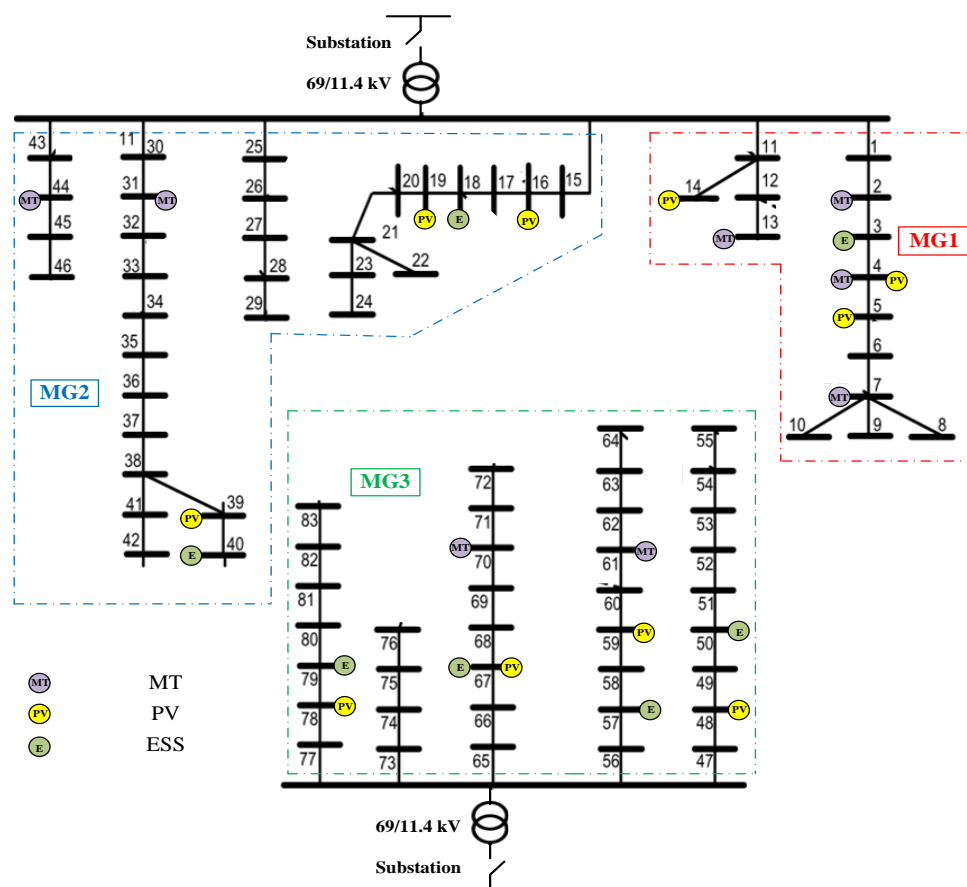 Substation
69/11.4 kV
43
11
30
25
20
19
18
17
16
15
11
1
44
31
26
14
12
2
MT
MT
PV
E
PV
PV
MT
45
32
27
21
13
3
MT
E
MG1
46
33
28
23
22
4
MT
PV
34
29
24
5
PV
35
6
MG2
36
7
MT
37
10
9
8
38
64
55
MG3
72
63
54
41
39
83
71
62
53
PV
42
40
82
MT
70
61
MT
52
E
81
69
60
51
80
76
68
59
PV
50
E
79
E
75
E
67
PV
58
49
MT
MT
78
PV
74
66
57
E
48
PV
PV
PV
77
73
65
56
47
E
ESS
69/11.4 kV
Substation